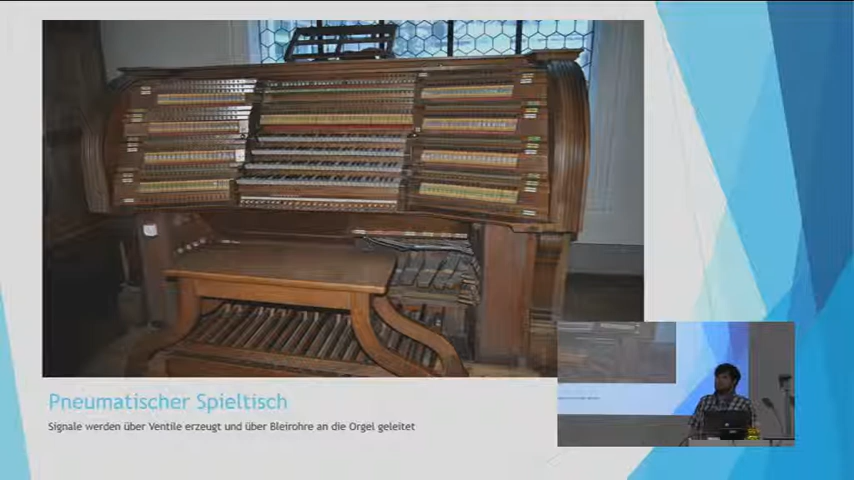 Pneumatischer Spieltisch
Signale werden über Ventile erzeugt und über Bleirohre an die Orgel geleitet